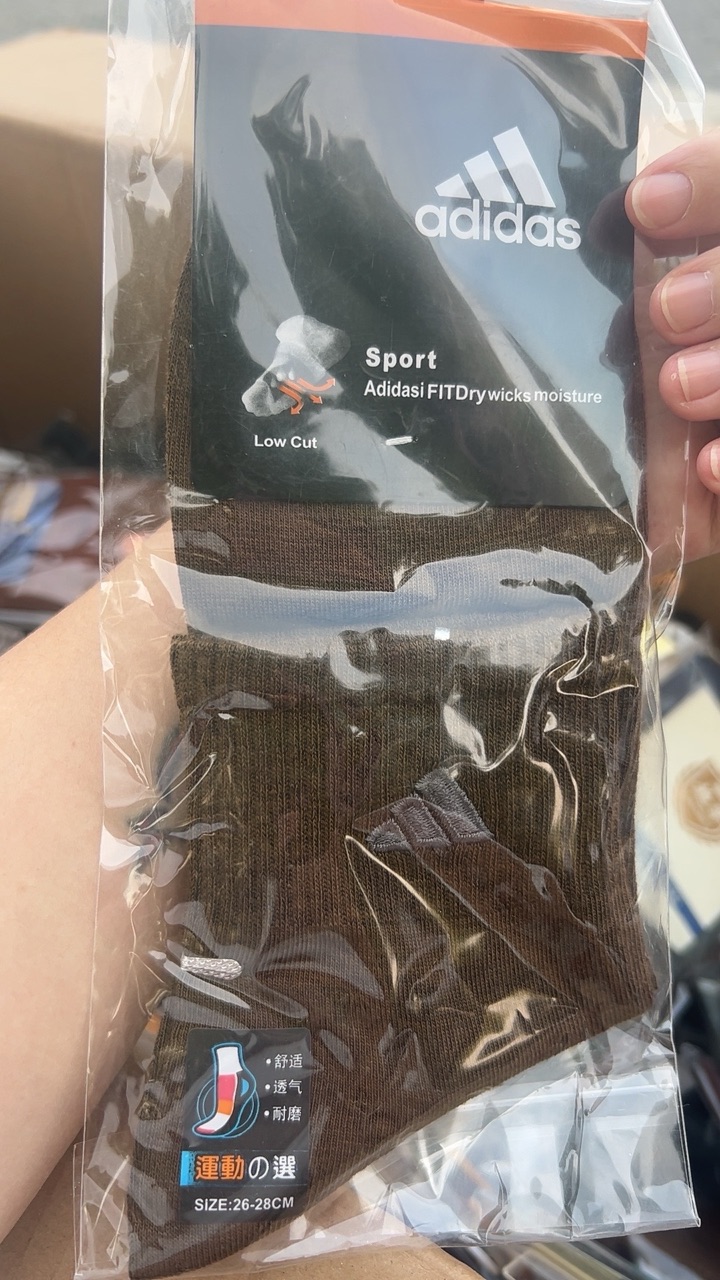 adidas
Sport
Adidasi FITDry wicks moisture
Low Cut
•舒适
•透气
•耐磨
運動の選
SIZE:26-28CM